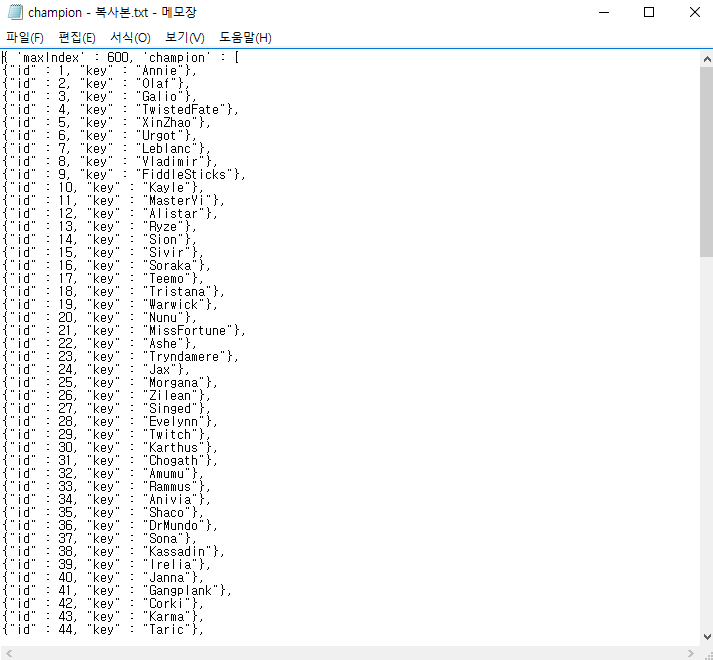 champion - 복사본.txt - 메모장
파일(F) 편집(E) 서식(O) 보기(V) 도움말(H)
{ 'maxIndex' : 600, 'champion' : [
{"id" : 1, "key" : "Annie"},
{"id" : 2, "key" : "Olaf"},
{"id" : 3, "key" : "Galio"},
{"id" : 4, "key" : "TwistedFate"},
{"id" : 5, "key" : "XinZhao"},
{"id" : 6, "key" : "Urgot"},
{"id" : 7, "key" : "Leblanc"},
{"id" : 8, "key" : "Vladimir"},
{"id" : 9, "key" : "FiddleSticks"},
{"id" : 10, "key" : "Kayle"},
{"id" : 11, "key" : "MasterYi"},
{"id" : 12, "key" : "Alistar"},
{"id" : 13, "key" : "Ryze"},
{"id" : 14, "key" : "Sion"},
{"id" : 15, "key" : "Sivir"},
{"id" : 16, "key" : "Soraka"},
{"id" : 17, "key" : "Teemo"},
{"id" : 18, "key" : "Tristana"},
{"id" : 19, "key" : "Warwick"},
{"id" : 20, "key" : "Nunu"},
{"id" : 21, "key" : "MissFortune"},
{"id" : 22, "key" : "Ashe"},
{"id" : 23, "key" : "Tryndamere"},
{"id" : 24, "key" : "Jax"},
{"id" : 25, "key" : "Morgana"},
{"id" : 26, "key" : "Zilean"},
{"id" : 27, "key" : "Singed"},
{"id" : 28, "key" : "Evelynn"},
{"id" : 29, "key" : "Twitch"},
{"id" : 30, "key" : "Karthus"},
{"id" : 31, "key" : "Chogath"},
{"id" : 32, "key" : "Amumu"},
{"id" : 33, "key" : "Rammus"},
{"id" : 34, "key" : "Anivia"},
{"id" : 35, "key" : "Shaco"},
{"id" : 36, "key" : "DrMundo"},
{"id" : 37, "key" : "Sona"},
{"id" : 38, "key" : "Kassadin"},
{"id" : 39, "key" : "Irelia"},
{"id" : 40, "key" : "Janna"},
{"id" : 41, "key" : "Gangplank"},
{"id" : 42, "key" : "Corki"},
{"id" : 43, "key" : "Karma"},
{"id" : 44, "key" : "Taric"},